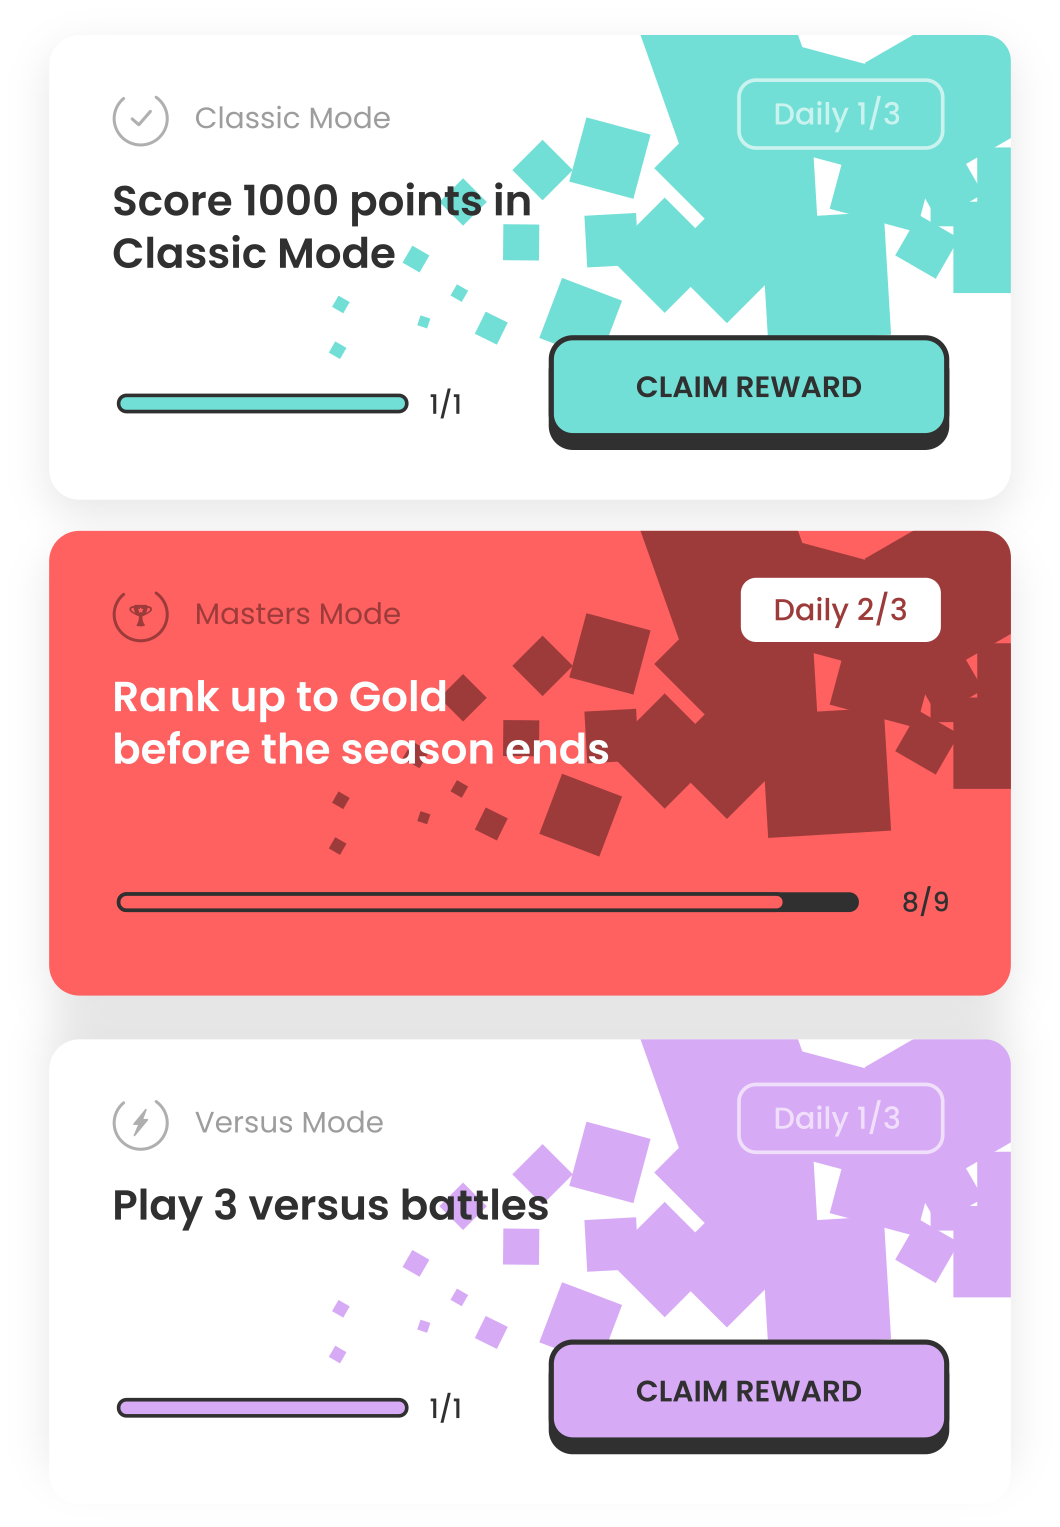 Classic Mode
Daily 1/3
Score 1000 points in
Classic Mode
1/1
CLAIM REWARD
Masters Mode
Daily 2/3
Rank up to Gold
before the season ends
8/9
Versus Mode
Daily 1/3
Play 3 versus battles
1/1
CLAIM REWARD